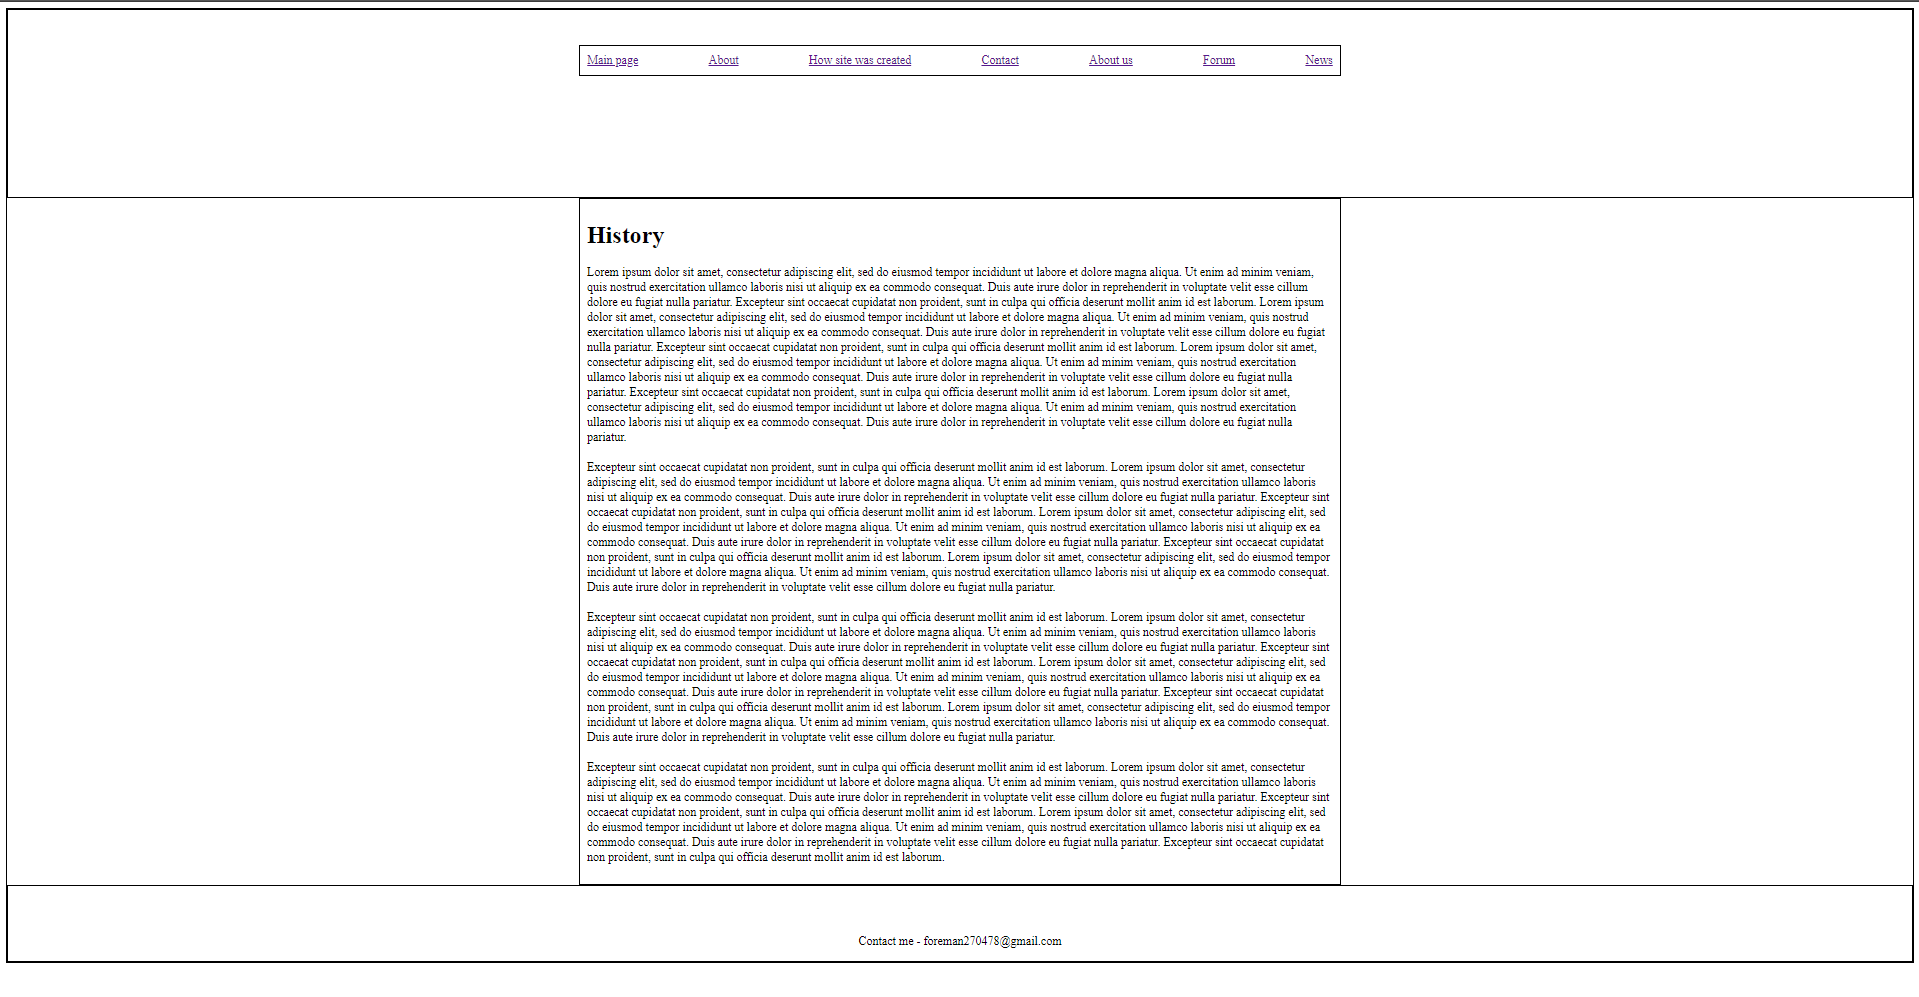 Main page About How site was created Contact About us Forum News
History
Lorem ipsum dolor sit amet, consectetur adipiscing elit, sed do eiusmod tempor incididunt ut labore et dolore magna aliqua. Ut enim ad minim veniam,
quis nostrud exercitation ullamco laboris nisi ut aliquip ex ea commodo consequat. Duis aute irure dolor in reprehenderit in voluptate velit esse cillum
dolore eu fugiat nulla pariatur. Excepteur sint occaecat cupidatat non proident, sunt in culpa qui officia deserunt mollit anim id est laborum. Lorem ipsum
dolor sit amet, consectetur adipiscing elit, sed do eiusmod tempor incididunt ut labore et dolore magna aliqua. Ut enim ad minim veniam, quis nostrud
exercitation ullamco laboris nisi ut aliquip ex ea commodo consequat. Duis aute irure dolor in reprehenderit in voluptate velit esse cillum dolore eu fugiat
nulla pariatur. Excepteur sint occaecat cupidatat non proident, sunt in culpa qui officia deserunt mollit anim id est laborum. Lorem ipsum dolor sit amet,
consectetur adipiscing elit, sed do eiusmod tempor incididunt ut labore et dolore magna aliqua. Ut enim ad minim veniam, quis nostrud exercitation
ullamco laboris nisi ut aliquip ex ea commodo consequat. Duis aute irure dolor in reprehenderit in voluptate velit esse cillum dolore eu fugiat nulla
pariatur. Excepteur sint occaecat cupidatat non proident, sunt in culpa qui officia deserunt mollit anim id est laborum. Lorem ipsum dolor sit amet,
consectetur adipiscing elit, sed do eiusmod tempor incididunt ut labore et dolore magna aliqua. Ut enim ad minim veniam, quis nostrud exercitation
ullamco laboris nisi ut aliquip ex ea commodo consequat. Duis aute irure dolor in reprehenderit in voluptate velit esse cillum dolore eu fugiat nulla
pariatur.
Excepteur sint occaecat cupidatat non proident, sunt in culpa qui officia deserunt mollit anim id est laborum. Lorem ipsum dolor sit amet, consectetur
adipiscing elit, sed do eiusmod tempor incididunt ut labore et dolore magna aliqua. Ut enim ad minim veniam, quis nostrud exercitation ullamco laboris
nisi ut aliquip ex ea commodo consequat. Duis aute irure dolor in reprehenderit in voluptate velit esse cillum dolore eu fugiat nulla pariatur. Excepteur sint
occaecat cupidatat non proident, sunt in culpa qui officia deserunt mollit anim id est laborum. Lorem ipsum dolor sit amet, consectetur adipiscing elit, sed
do eiusmod tempor incididunt ut labore et dolore magna aliqua. Ut enim ad minim veniam, quis nostrud exercitation ullamco laboris nisi ut aliquip ex ea
commodo consequat. Duis aute irure dolor in reprehenderit in voluptate velit esse cillum dolore eu fugiat nulla pariatur. Excepteur sint occaecat cupidatat
non proident, sunt in culpa qui officia deserunt mollit anim id est laborum. Lorem ipsum dolor sit amet, consectetur adipiscing elit, sed do eiusmod tempor
incididunt ut labore et dolore magna aliqua. Ut enim ad minim veniam, quis nostrud exercitation ullamco laboris nisi ut aliquip ex ea commodo consequat.
Duis aute irure dolor in reprehenderit in voluptate velit esse cillum dolore eu fugiat nulla pariatur.
Excepteur sint occaecat cupidatat non proident, sunt in culpa qui officia deserunt mollit anim id est laborum. Lorem ipsum dolor sit amet, consectetur
adipiscing elit, sed do eiusmod tempor incididunt ut labore et dolore magna aliqua. Ut enim ad minim veniam, quis nostrud exercitation ullamco laboris
nisi ut aliquip ex ea commodo consequat. Duis aute irure dolor in reprehenderit in voluptate velit esse cillum dolore eu fugiat nulla pariatur. Excepteur sint
occaecat cupidatat non proident, sunt in culpa qui officia deserunt mollit anim id est laborum. Lorem ipsum dolor sit amet, consectetur adipiscing elit, sed
do eiusmod tempor incididunt ut labore et dolore magna aliqua. Ut enim ad minim veniam, quis nostrud exercitation ullamco laboris nisi ut aliquip ex ea
commodo consequat. Duis aute irure dolor in reprehenderit in voluptate velit esse cillum dolore eu fugiat nulla pariatur. Excepteur sint occaecat cupidatat
non proident, sunt in culpa qui officia deserunt mollit anim id est laborum. Lorem ipsum dolor sit amet, consectetur adipiscing elit, sed do eiusmod tempor
incididunt ut labore et dolore magna aliqua. Ut enim ad minim veniam, quis nostrud exercitation ullamco laboris nisi ut aliquip ex ea commodo consequat.
Duis aute irure dolor in reprehenderit in voluptate velit esse cillum dolore eu fugiat nulla pariatur.
Excepteur sint occaecat cupidatat non proident, sunt in culpa qui officia deserunt mollit anim id est laborum. Lorem ipsum dolor sit amet, consectetur
adipiscing elit, sed do eiusmod tempor incididunt ut labore et dolore magna aliqua. Ut enim ad minim veniam, quis nostrud exercitation ullamco laboris
nisi ut aliquip ex ea commodo consequat. Duis aute irure dolor in reprehenderit in voluptate velit esse cillum dolore eu fugiat nulla pariatur. Excepteur sint
occaecat cupidatat non proident, sunt in culpa qui officia deserunt mollit anim id est laborum. Lorem ipsum dolor sit amet, consectetur adipiscing elit, sed
do eiusmod tempor incididunt ut labore et dolore magna aliqua. Ut enim ad minim veniam, quis nostrud exercitation ullamco laboris nisi ut aliquip ex ea
commodo consequat. Duis aute irure dolor in reprehenderit in voluptate velit esse cillum dolore eu fugiat nulla pariatur. Excepteur sint occaecat cupidatat
non proident, sunt in culpa qui officia deserunt mollit anim id est laborum.
Contact me - foreman270478@gmail.com